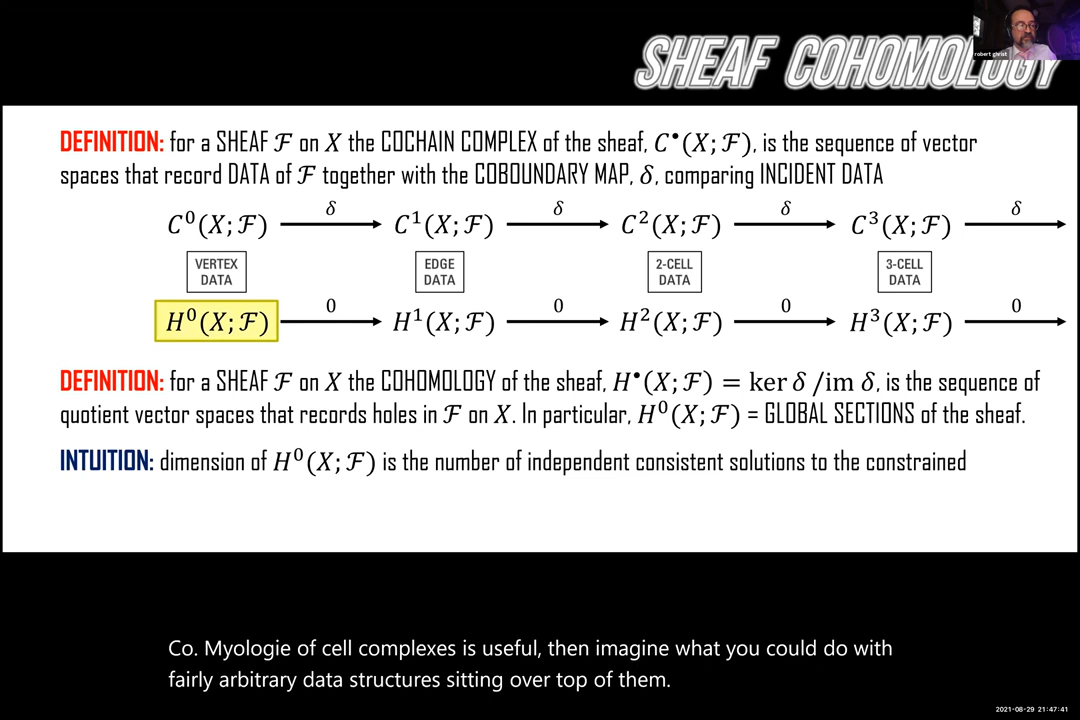 robert ghrist
SHEAF COHOMOLOGY
DEFINITION: for a SHEAF ℱ on X the COCHAIN COMPLEX of the sheaf, C•(X; ℱ), is the sequence of vector
spaces that record DATA of ℱ together with the COBOUNDARY MAP, δ, comparing INCIDENT DATA
C⁰(X; ℱ) δ C¹(X; ℱ) δ C²(X; ℱ) δ C³(X; ℱ) δ
VERTEX DATA EDGE DATA 2-CELL DATA 3-CELL DATA
H⁰(X; ℱ) 0 H¹(X; ℱ) 0 H²(X; ℱ) 0 H³(X; ℱ) 0
DEFINITION: for a SHEAF ℱ on X the COHOMOLOGY of the sheaf, H•(X; ℱ) = ker δ /im δ, is the sequence of
quotient vector spaces that records holes in ℱ on X. In particular, H⁰(X; ℱ) = GLOBAL SECTIONS of the sheaf.
INTUITION: dimension of H⁰(X; ℱ) is the number of independent consistent solutions to the constrained
Co. Myologie of cell complexes is useful, then imagine what you could do with
fairly arbitrary data structures sitting over top of them.
2021-08-29 21:47:41